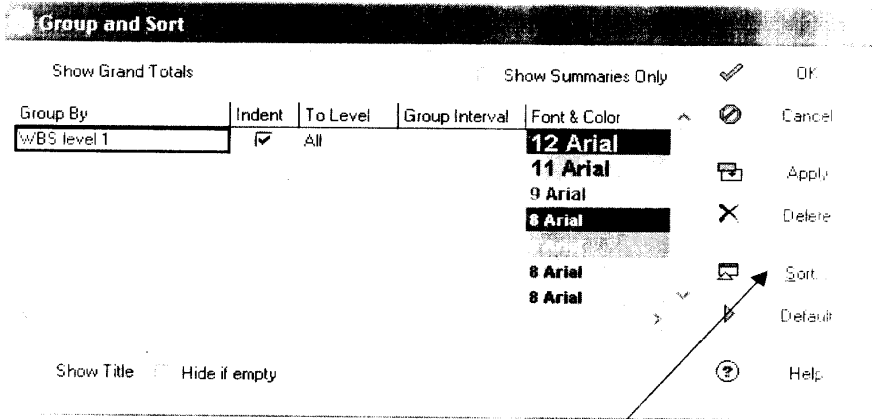 Group and Sort
Show Grand Totals
Show Summaries Only
OK
Group By
Indent
To Level
Group Interval
Font & Color
Cancel
WBS level 1
All
12 Arial
11 Arial
Apply
9 Arial
8 Arial
Delete
8 Arial
Sort...
8 Arial
Default
Show Title
Hide if empty
Help